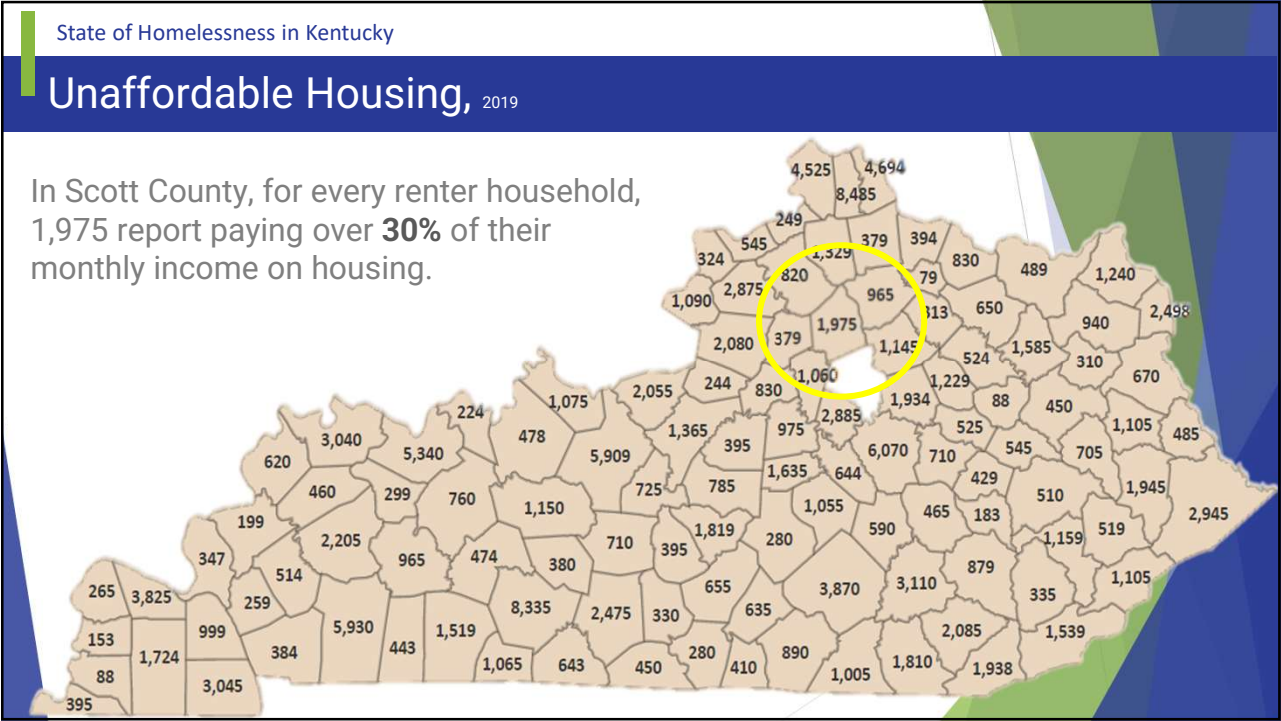 State of Homelessness in Kentucky
Unaffordable Housing, 2019
In Scott County, for every renter household,
1,975 report paying over 30% of their
monthly income on housing.
4,525 4,694
8,485
249
545 1,329 379 394
324 820 830 489 1,240
2,875 79
1,090 965 650 2,498
313
379 1,975 940
2,080 1,145 1,585
524 310
244 830 1,060 1,229 670
2,055 1,934 88 450
1,075 224 2,885 1,105
478 1,365 395 975 525 485
3,040 5,340 5,909 6,070 710 545 705
620 1,635 644 429
460 299 760 725 785 1,945
1,150 1,055 465 183 510 2,945
199 1,819 590 519
2,205 710 395 280 1,159
347 965 474 380
514 655 3,870 3,110 879 1,105
265 3,825 259 8,335 2,475 330 635 335
153 999 5,930 443 1,519 2,085 1,539
1,724 384 1,065 643 450 280 410 890 1,005 1,810 1,938
88 3,045
395